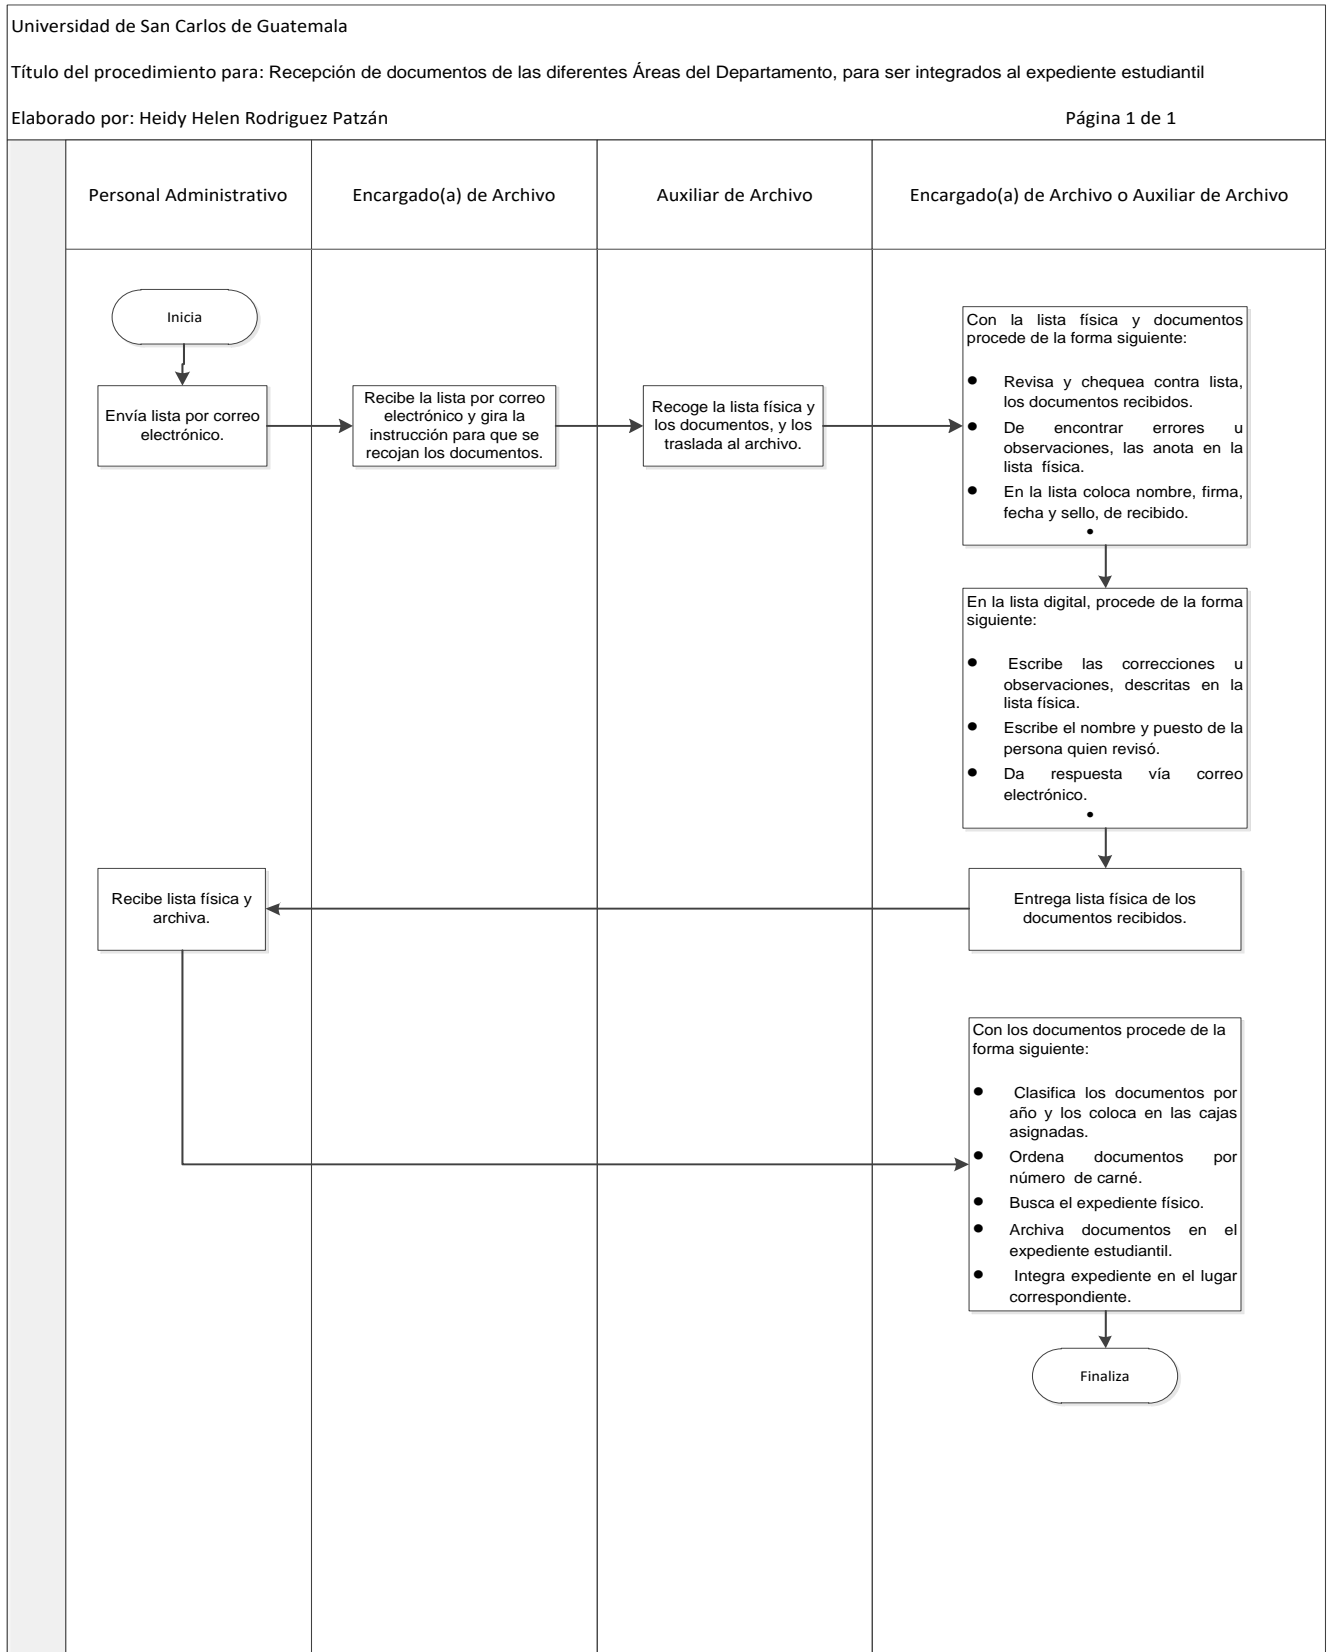 Universidad de San Carlos de Guatemala
Título del procedimiento para: Recepción de documentos de las diferentes Áreas del Departamento, para ser integrados al expediente estudiantil
Elaborado por: Heidy Helen Rodriguez Patzán Página 1 de 1
Personal Administrativo
Encargado(a) de Archivo
Auxiliar de Archivo
Encargado(a) de Archivo o Auxiliar de Archivo
Inicia
Envía lista por correo
electrónico.
Recibe la lista por correo
electrónico y gira la
instrucción para que se
recojan los documentos.
Recoge la lista física y
los documentos, y los
traslada al archivo.
Con la lista física y documentos
procede de la forma siguiente:
● Revisa y chequea contra lista,
los documentos recibidos.
● De encontrar errores u
observaciones, las anota en la
lista física.
● En la lista coloca nombre, firma,
fecha y sello, de recibido.
•
En la lista digital, procede de la forma
siguiente:
● Escribe las correcciones u
observaciones, descritas en la
lista física.
● Escribe el nombre y puesto de la
persona quien revisó.
● Da respuesta vía correo
electrónico.
•
Entrega lista física de los
documentos recibidos.
Recibe lista física y
archiva.
Con los documentos procede de la
forma siguiente:
● Clasifica los documentos por
año y los coloca en las cajas
asignadas.
● Ordena documentos por
número de carné.
● Busca el expediente físico.
● Archiva documentos en el
expediente estudiantil.
● Integra expediente en el lugar
correspondiente.
Finaliza